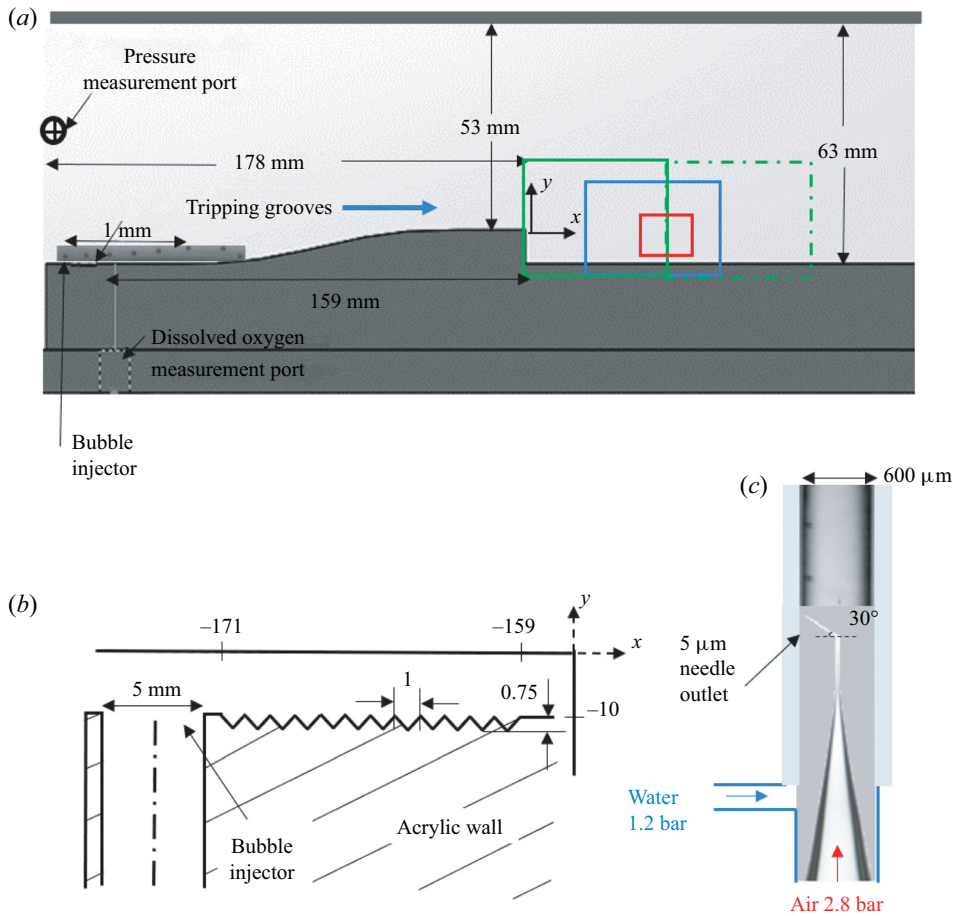 (a)
Pressure
measurement port
53 mm
63 mm
178 mm
y
x
Tripping grooves
1 mm
159 mm
Dissolved oxygen
measurement port
Bubble
injector
(b)
y
x
–171
–159
5 mm
1
0.75
–10
Bubble
injector
Acrylic wall
(c)
600 μm
30°
5 μm
needle
outlet
Water
1.2 bar
Air 2.8 bar